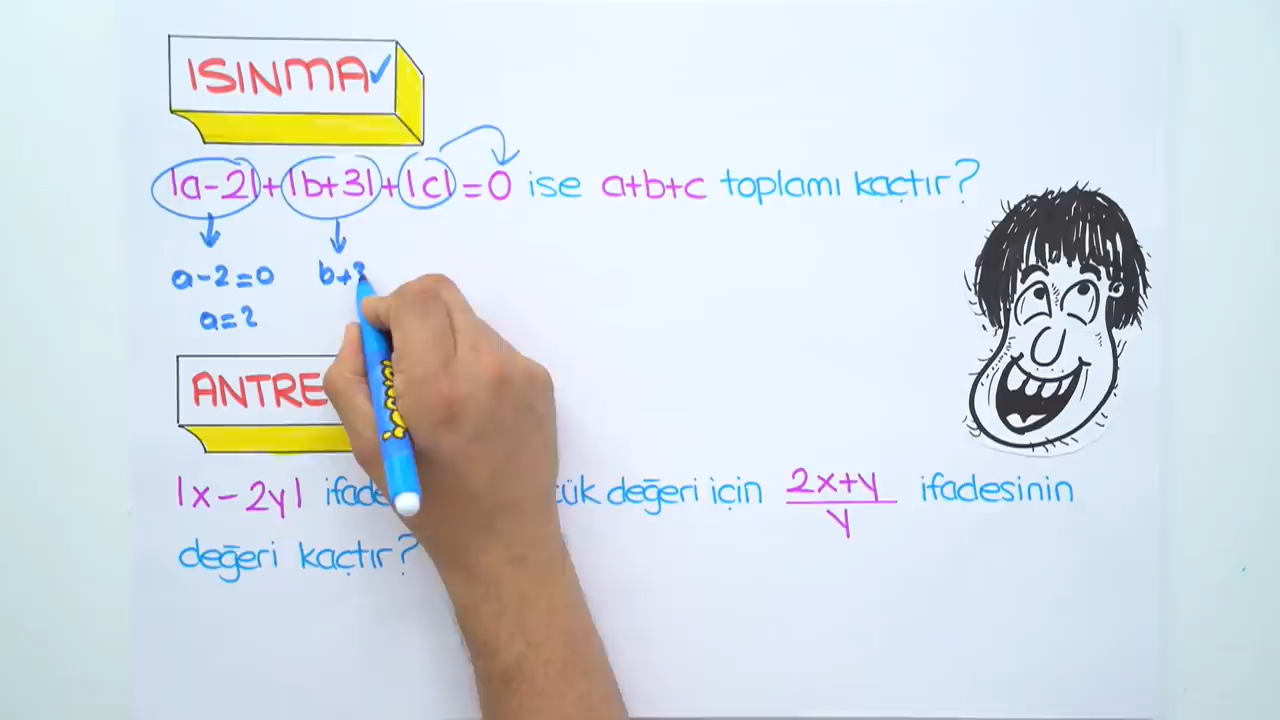 ISINMA
|a-2|+|b+3|+|c|=0 ise a+b+c toplamı kaçtır?
a-2=0 b+3
a=2
ANTRE
|x-2y| ifade değeri için 2x+y / y ifadesinin
değeri kaçtır?